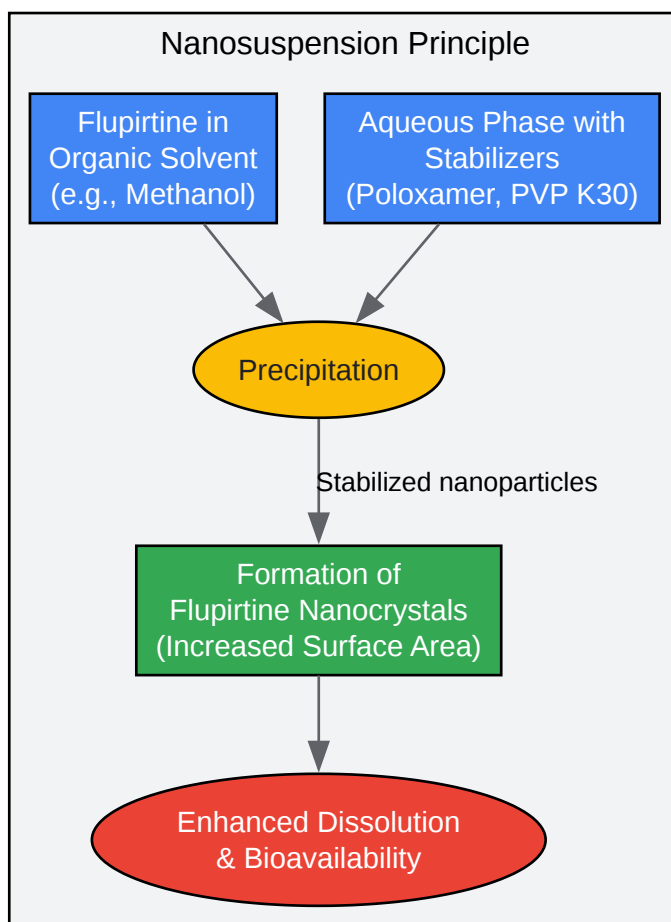 Nanosuspension Principle
Flupirtine in
Organic Solvent
(e.g., Methanol)
Aqueous Phase with
Stabilizers
(Poloxamer, PVP K30)
Precipitation
Stabilized nanoparticles
Formation of
Flupirtine Nanocrystals
(Increased Surface Area)
Enhanced Dissolution
& Bioavailability